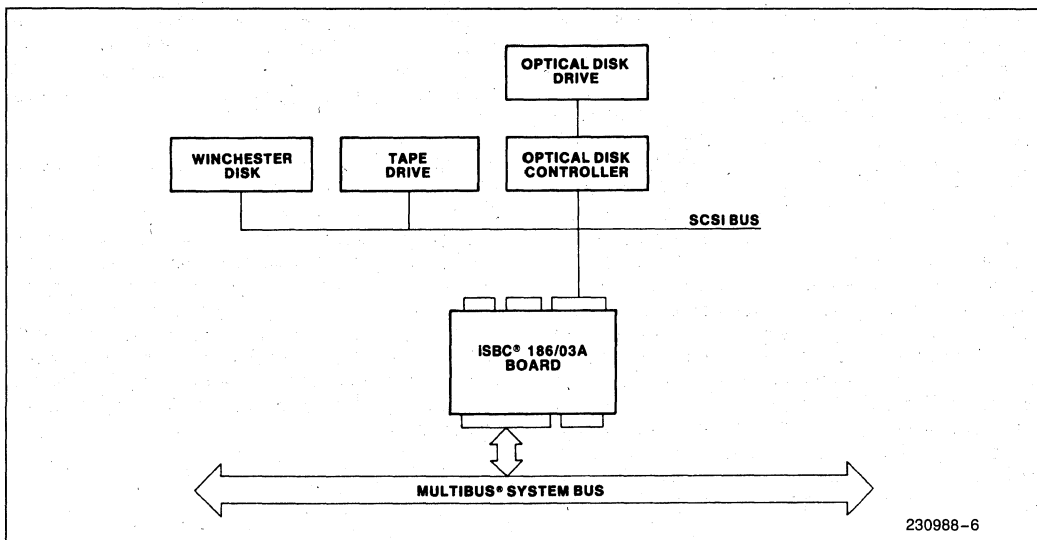 OPTICAL DISK
DRIVE
WINCHESTER
DISK
TAPE
DRIVE
OPTICAL DISK
CONTROLLER
SCSI BUS
iSBC® 186/03A
BOARD
MULTIBUS® SYSTEM BUS
230988-6